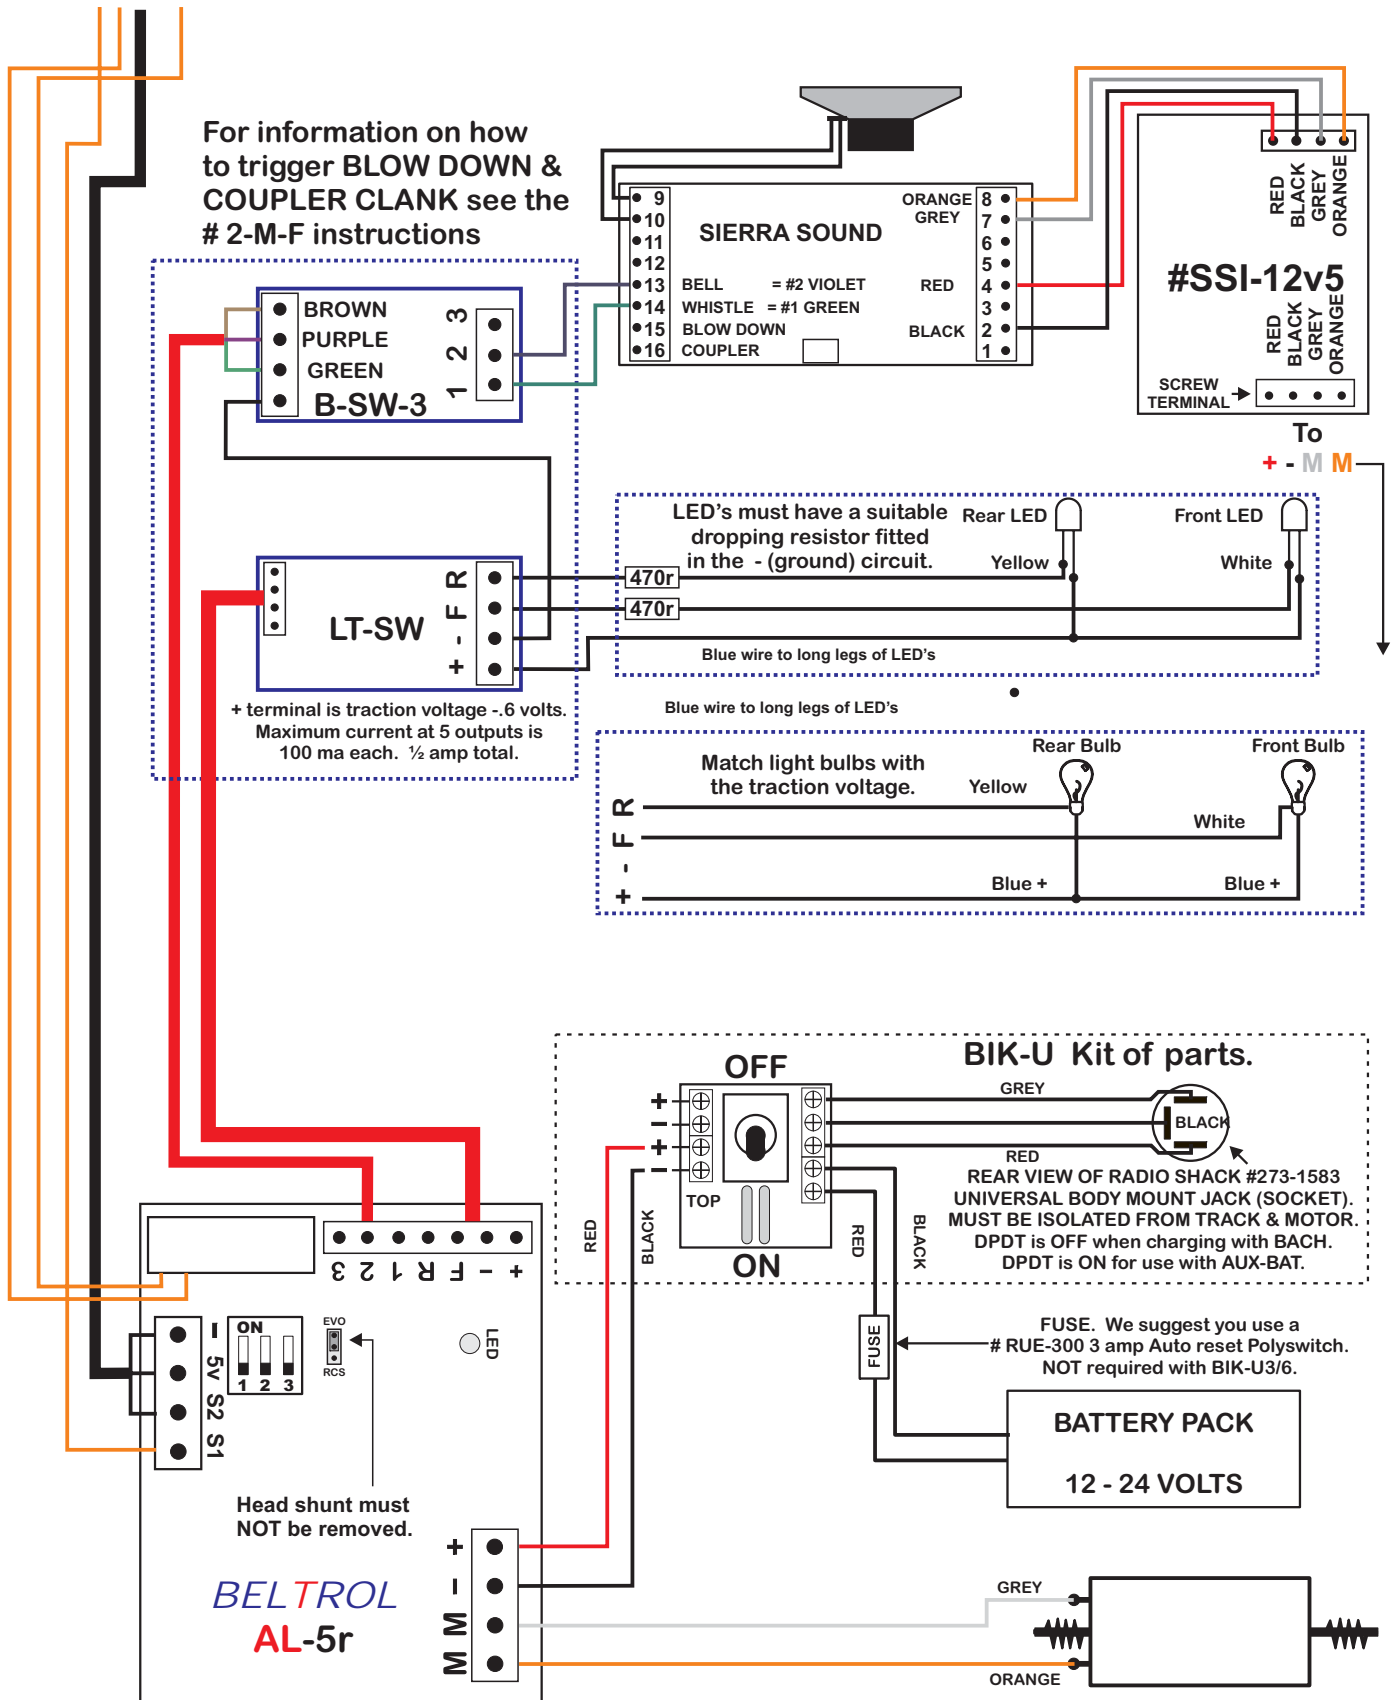 For information on how
to trigger BLOW DOWN &
COUPLER CLANK see the
# 2-M-F instructions
BROWN
PURPLE
GREEN
B-SW-3
3
2
1
9
10
11
12
13
14
15
16
SIERRA SOUND
BELL = #2 VIOLET
WHISTLE = #1 GREEN
BLOW DOWN
COUPLER
ORANGE 8
GREY 7
6
5
RED 4
3
BLACK 2
1
RED
BLACK
GREY
ORANGE
#SSI-12v5
RED
BLACK
GREY
ORANGE
SCREW
TERMINAL
To
+ - M M
LT-SW
R
F
-
+
+ terminal is traction voltage -.6 volts.
Maximum current at 5 outputs is
100 ma each. ½ amp total.
LED's must have a suitable
dropping resistor fitted
in the - (ground) circuit.
Rear LED
Front LED
Yellow
White
470r
470r
Blue wire to long legs of LED's
Blue wire to long legs of LED's
Match light bulbs with
the traction voltage.
Rear Bulb
Front Bulb
Yellow
White
R
F
-
+
Blue +
Blue +
BIK-U Kit of parts.
OFF
+
-
+
-
TOP
ON
GREY
BLACK
RED
RED
BLACK
RED
BLACK
REAR VIEW OF RADIO SHACK #273-1583
UNIVERSAL BODY MOUNT JACK (SOCKET).
MUST BE ISOLATED FROM TRACK & MOTOR.
DPDT is OFF when charging with BACH.
DPDT is ON for use with AUX-BAT.
FUSE
FUSE. We suggest you use a
# RUE-300 3 amp Auto reset Polyswitch.
NOT required with BIK-U3/6.
BATTERY PACK
12 - 24 VOLTS
3 2 1 R F - +
- 5v S2 S1
ON
1 2 3
EVO
RCS
LED
Head shunt must
NOT be removed.
BELTROL
AL-5r
+
-
M
M
GREY
ORANGE